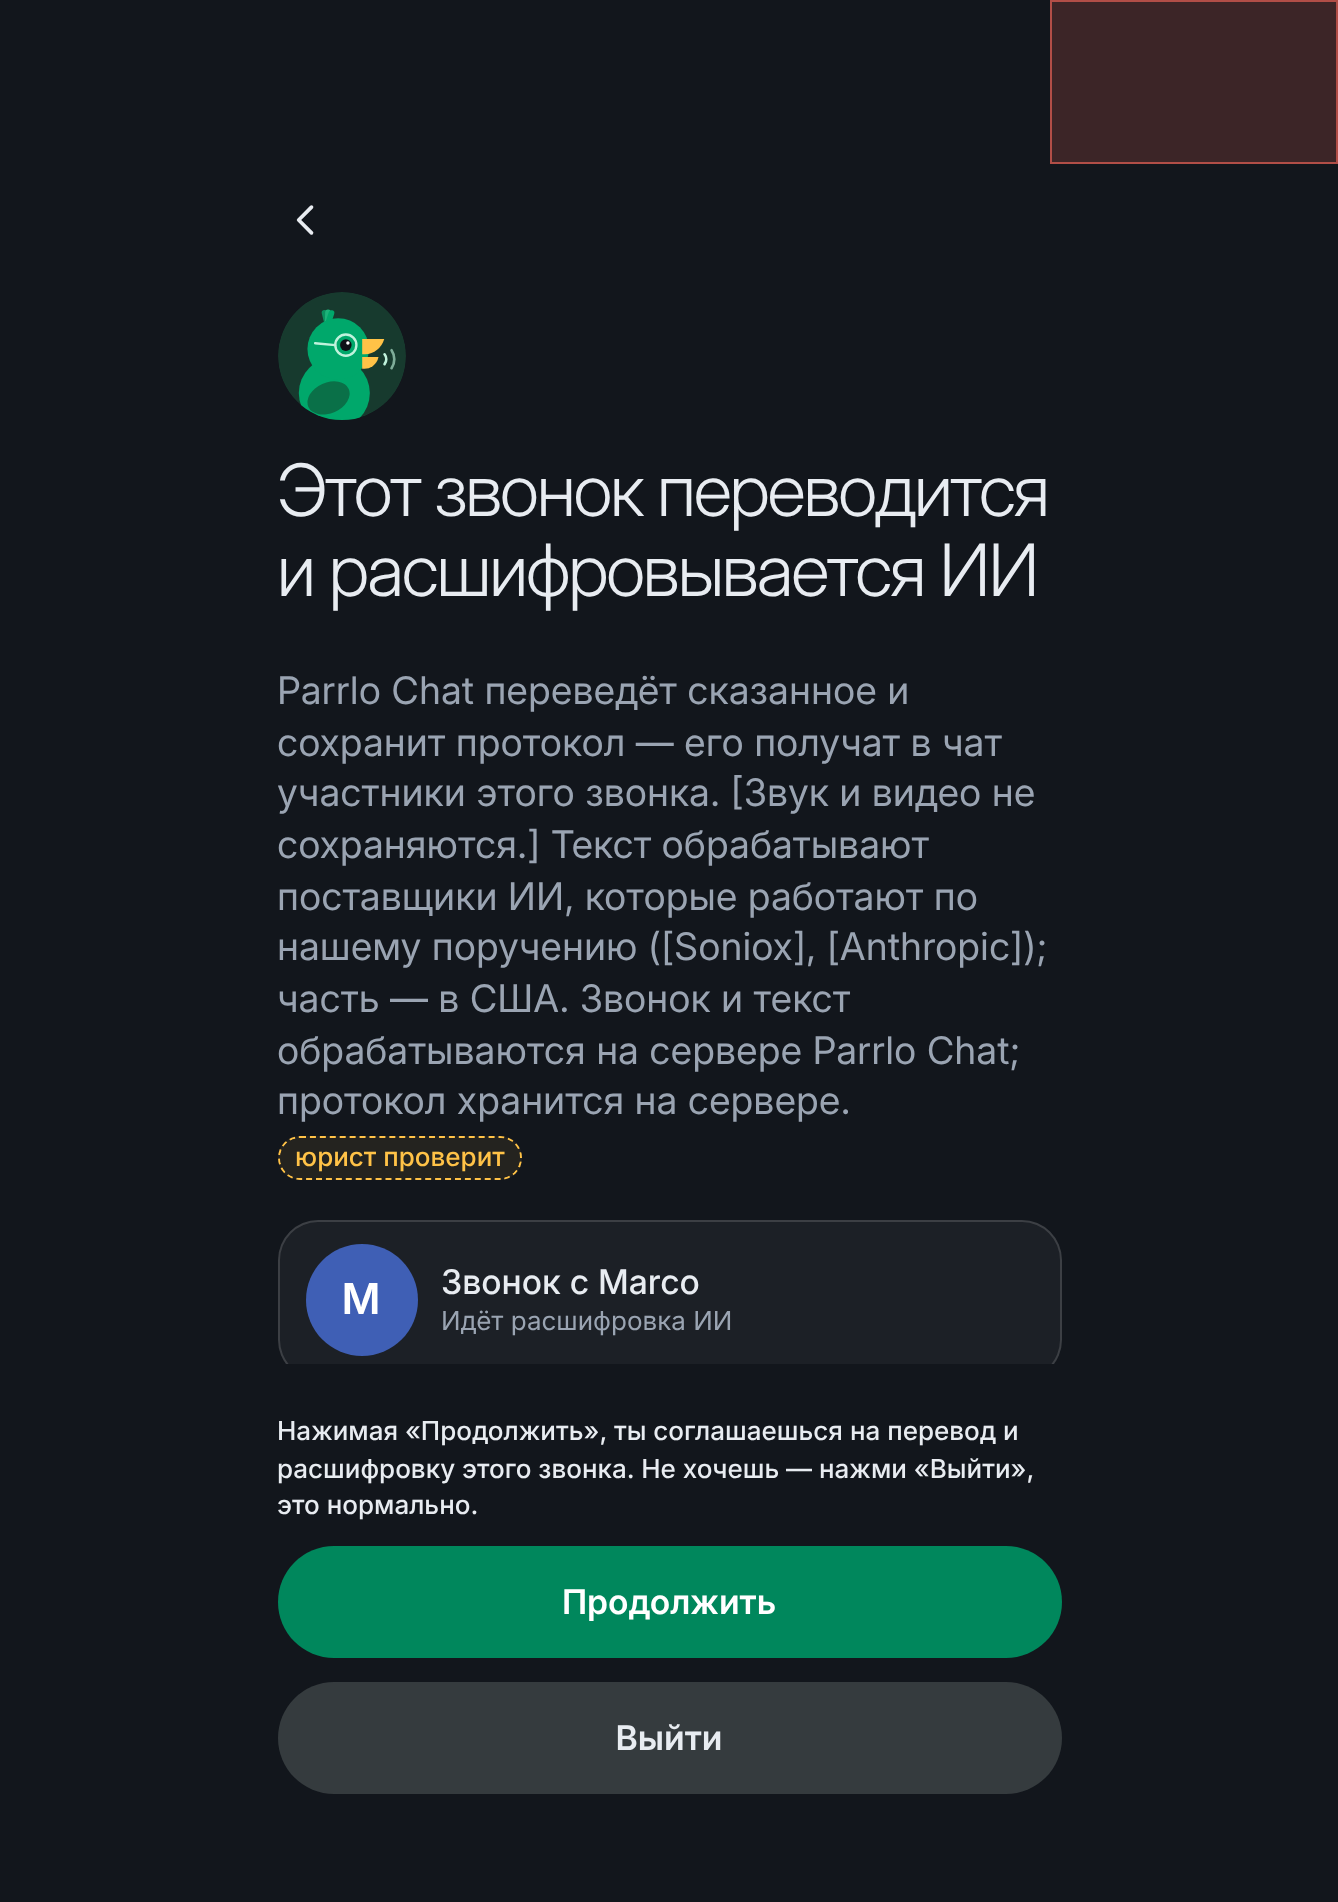 Этот звонок переводится
и расшифровывается ИИ
Parrlo Chat переведёт сказанное и
сохранит протокол — его получат в чат
участники этого звонка. [Звук и видео не
сохраняются.] Текст обрабатывают
поставщики ИИ, которые работают по
нашему поручению ([Soniox], [Anthropic]);
часть — в США. Звонок и текст
обрабатываются на сервере Parrlo Chat;
протокол хранится на сервере.
юрист проверит
M
Звонок с Marco
Идёт расшифровка ИИ
Нажимая «Продолжить», ты соглашаешься на перевод и
расшифровку этого звонка. Не хочешь — нажми «Выйти»,
это нормально.
Продолжить
Выйти